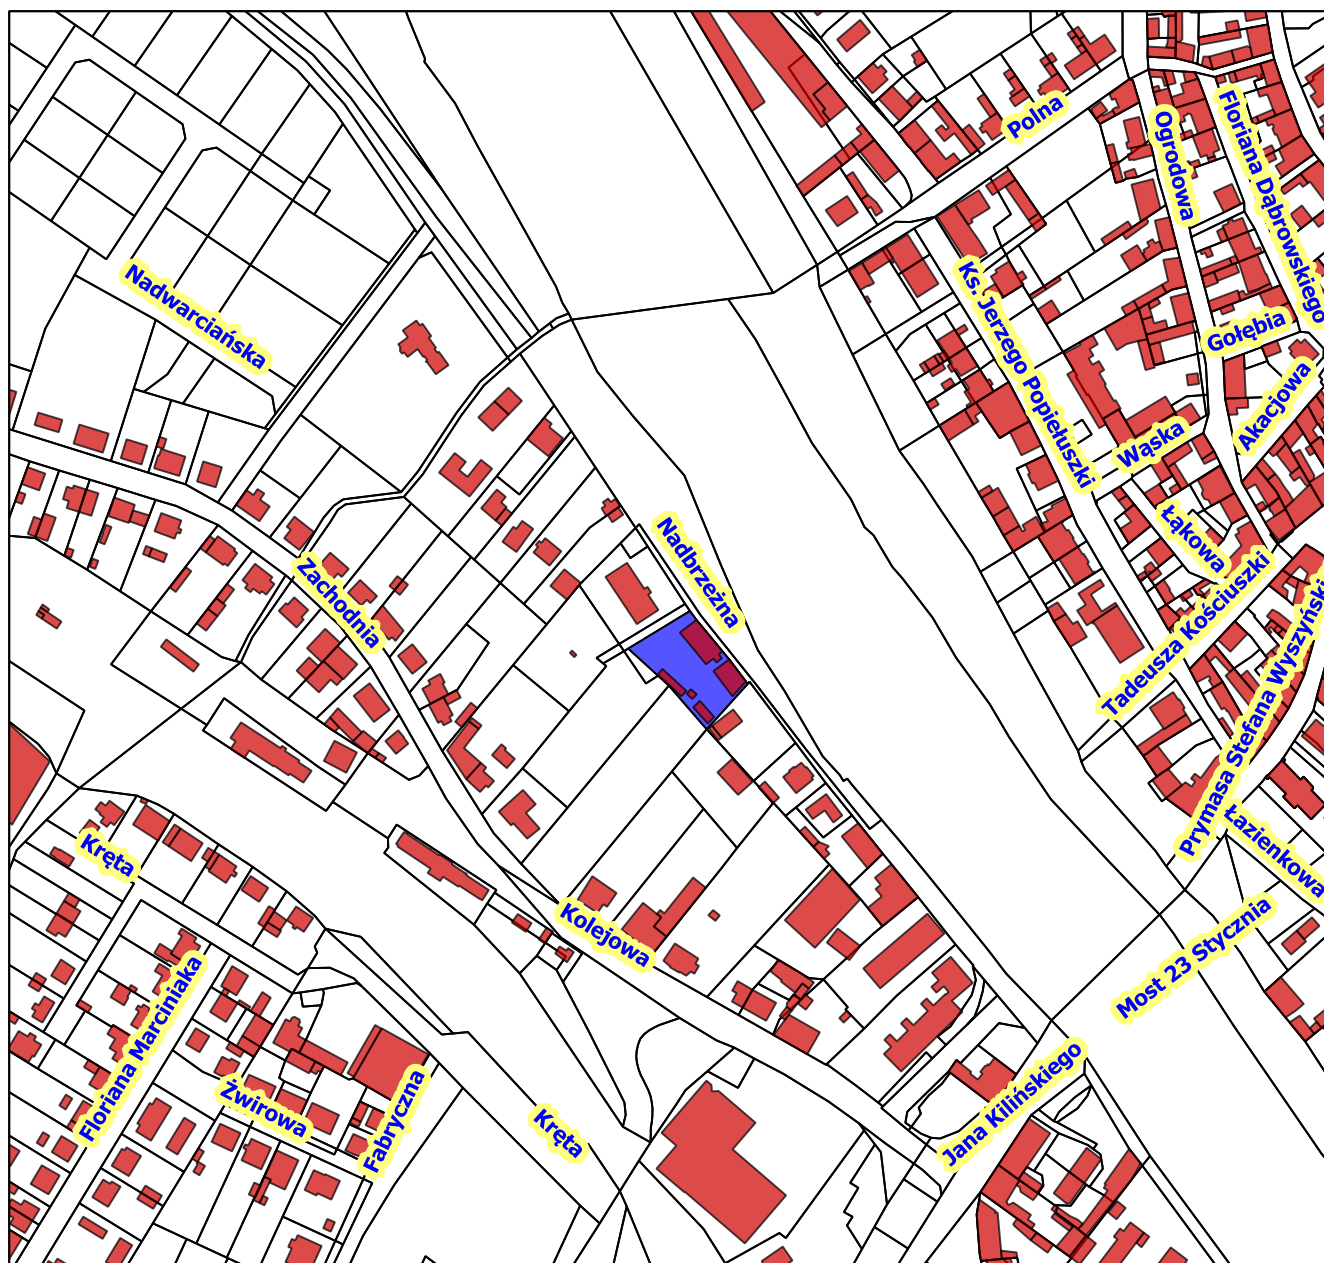 Polna
Ogrodowa
Floriana Dąbrowskiego
Nadwarciańska
Ks. Jerzego Popiełuszki
Gołębia
Akacjowa
Wąska
Łąkowa
Nadbrzeżna
Zachodnia
Tadeusza Kościuszki
Prymasa Stefana Wyszyński
Łazienkowa
Kręta
Kolejowa
Most 23 Stycznia
Floriana Marciniaka
Żwirowa
Fabryczna
Kręta
Jana Kilińskiego